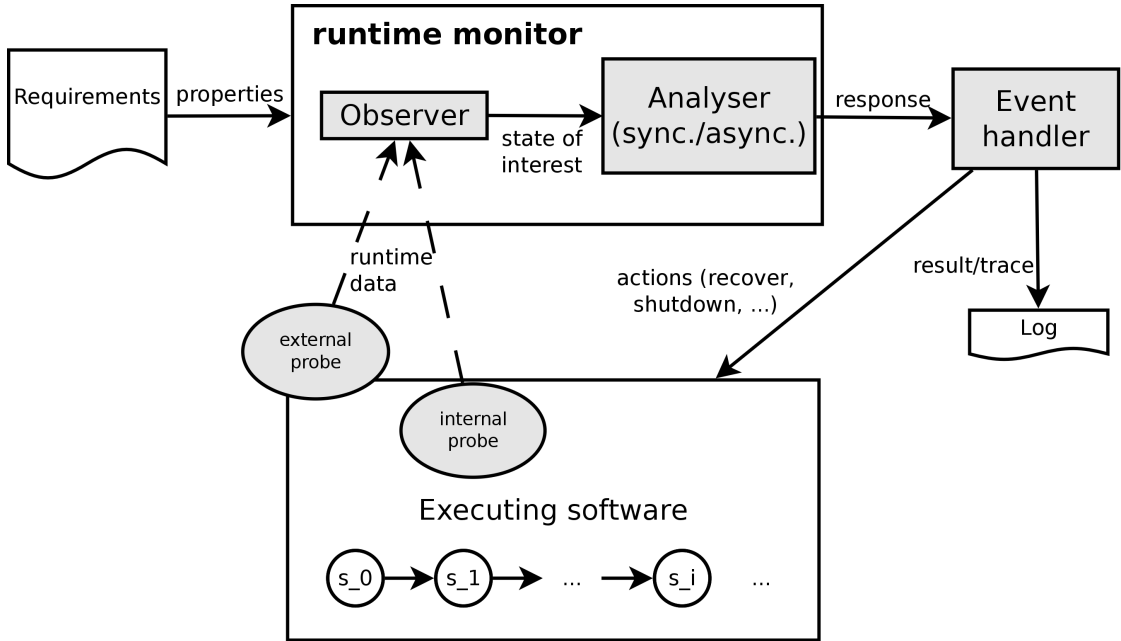 runtime monitor
Requirements
properties
Observer
state of
interest
Analyser
(sync./async.)
response
Event
handler
runtime
data
actions (recover,
shutdown, ...)
result/trace
Log
external
probe
internal
probe
Executing software
s_0
s_1
...
s_i
...